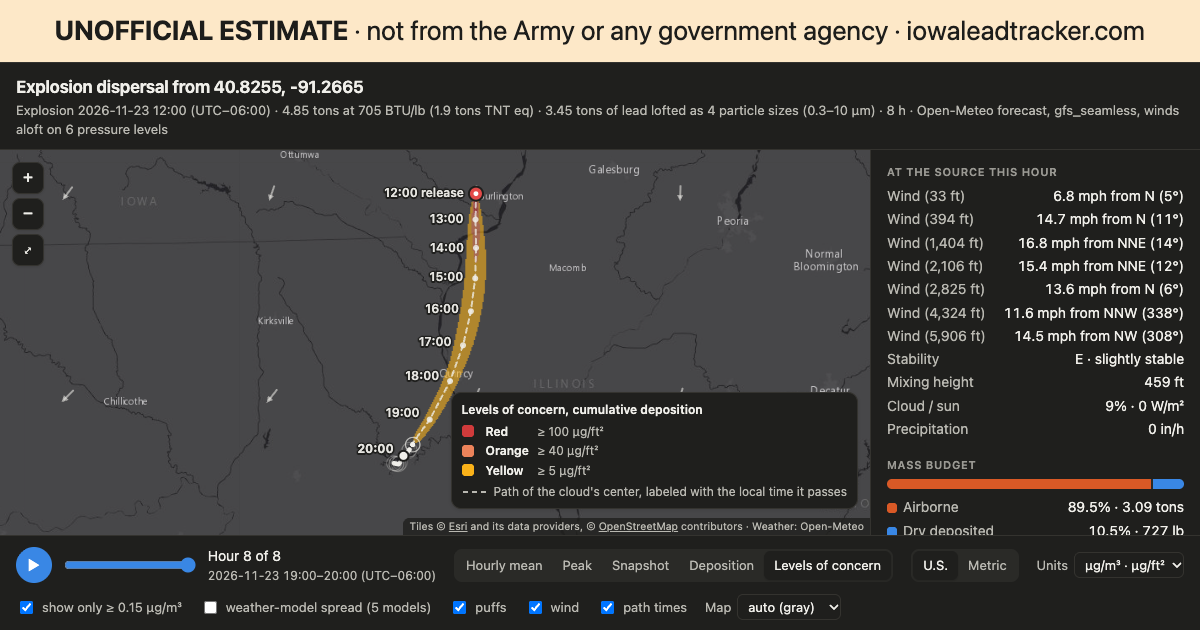 UNOFFICIAL ESTIMATE · not from the Army or any government agency · iowaleadtracker.com
Explosion dispersal from 40.8255, -91.2665
Explosion 2026-11-23 12:00 (UTC−06:00) · 4.85 tons at 705 BTU/lb (1.9 tons TNT eq) · 3.45 tons of lead lofted as 4 particle sizes (0.3–10 µm) · 8 h · Open-Meteo forecast, gfs_seamless, winds
aloft on 6 pressure levels
+
−
Ottumwa
IOWA
Galesburg
12:00 release
urlington
13:00
Peoria
14:00
Normal
Bloomington
15:00
Macomb
16:00
Kirksville
17:00
18:00
ILLINOIS
Decatur
Chillicothe
19:00
20:00
Levels of concern, cumulative deposition
Red ≥ 100 µg/ft²
Orange ≥ 40 µg/ft²
Yellow ≥ 5 µg/ft²
Path of the cloud's center, labeled with the local time it passes
Tiles © Esri and its data providers, © OpenStreetMap contributors · Weather: Open-Meteo
AT THE SOURCE THIS HOUR
Wind (33 ft) 6.8 mph from N (5°)
Wind (394 ft) 14.7 mph from N (11°)
Wind (1,404 ft) 16.8 mph from NNE (14°)
Wind (2,106 ft) 15.4 mph from NNE (12°)
Wind (2,825 ft) 13.6 mph from N (6°)
Wind (4,324 ft) 11.6 mph from NNW (338°)
Wind (5,906 ft) 14.5 mph from NW (308°)
Stability E · slightly stable
Mixing height 459 ft
Cloud / sun 9% · 0 W/m²
Precipitation 0 in/h
MASS BUDGET
Airborne 89.5% · 3.09 tons
Dry deposited 10.5% · 727 lb
Hour 8 of 8
2026-11-23 19:00–20:00 (UTC−06:00)
Hourly mean Peak Snapshot Deposition Levels of concern
U.S. Metric
Units µg/m³ · µg/ft²
show only ≥ 0.15 µg/m³ weather-model spread (5 models) puffs wind path times Map auto (gray)